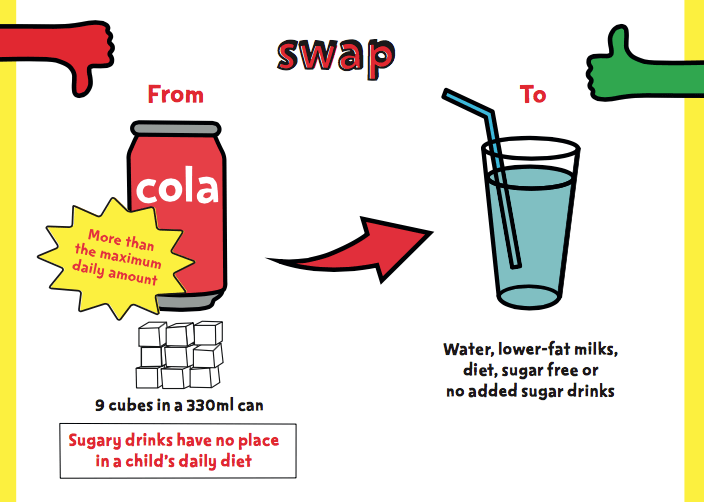 swap
From
To
cola
More than
the maximum
daily amount
9 cubes in a 330ml can
Sugary drinks have no place
in a child's daily diet
Water, lower-fat milks,
diet, sugar free or
no added sugar drinks